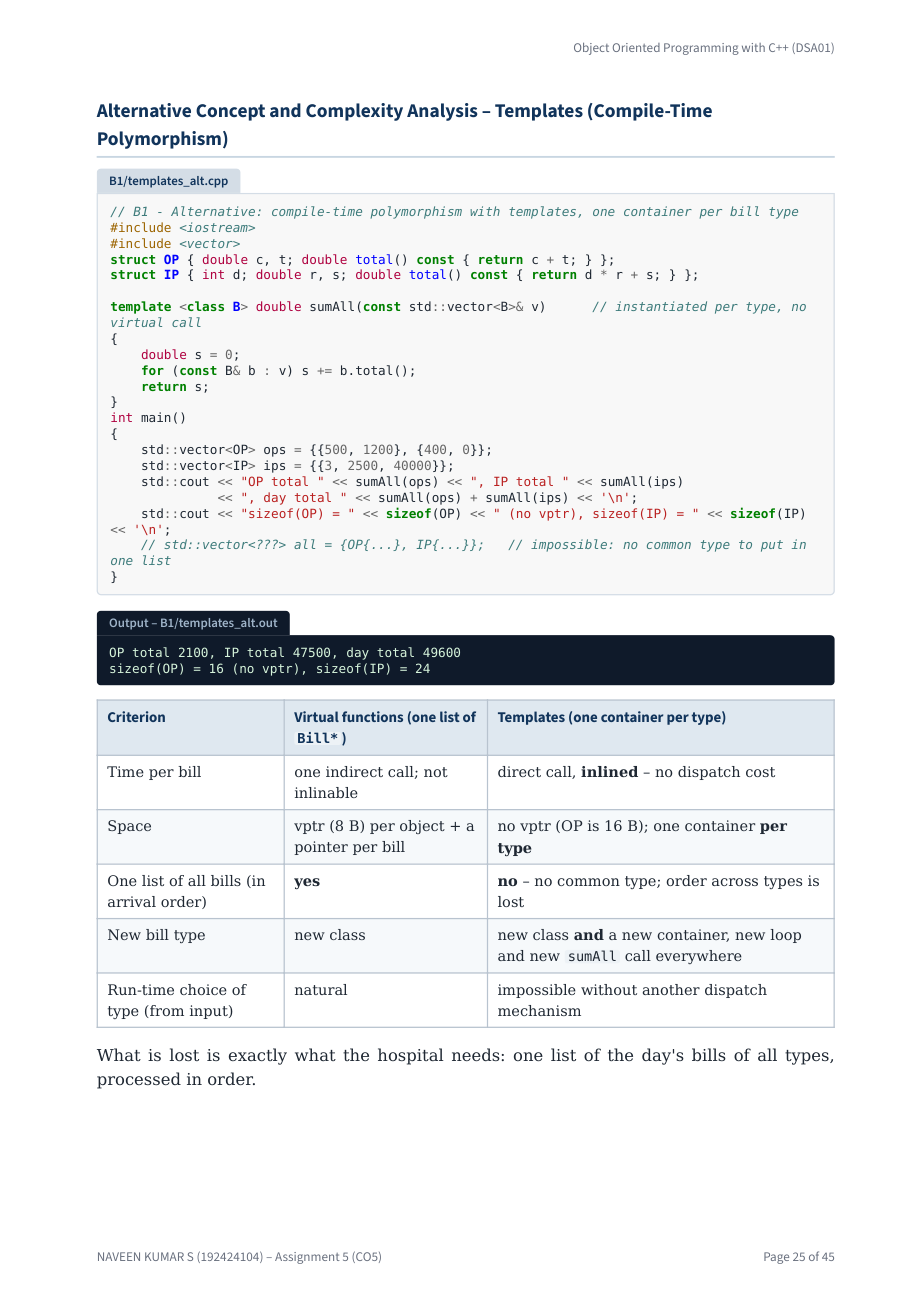 Object Oriented Programming with C++ (DSA01)
Alternative Concept and Complexity Analysis – Templates (Compile-Time
Polymorphism)
B1/templates_alt.cpp
// B1 - Alternative: compile-time polymorphism with templates, one container per bill type
#include <iostream>
#include <vector>
struct OP { double c, t; double total() const { return c + t; } };
struct IP { int d; double r, s; double total() const { return d * r + s; } };

template <class B> double sumAll(const std::vector<B>& v)      // instantiated per type, no
virtual call
{
    double s = 0;
    for (const B& b : v) s += b.total();
    return s;
}
int main()
{
    std::vector<OP> ops = {{500, 1200}, {400, 0}};
    std::vector<IP> ips = {{3, 2500, 40000}};
    std::cout << "OP total " << sumAll(ops) << ", IP total " << sumAll(ips)
              << ", day total " << sumAll(ops) + sumAll(ips) << '\n';
    std::cout << "sizeof(OP) = " << sizeof(OP) << " (no vptr), sizeof(IP) = " << sizeof(IP)
<< '\n';
    // std::vector<???> all = {OP{...}, IP{...}};   // impossible: no common type to put in
one list
}
Output – B1/templates_alt.out
OP total 2100, IP total 47500, day total 49600
sizeof(OP) = 16 (no vptr), sizeof(IP) = 24
Criterion
Virtual functions (one list of
Bill* )
Templates (one container per type)
Time per bill
one indirect call; not
inlinable
direct call, inlined – no dispatch cost
Space
vptr (8 B) per object + a
pointer per bill
no vptr (OP is 16 B); one container per
type
One list of all bills (in
arrival order)
yes
no – no common type; order across types is
lost
New bill type
new class
new class and a new container, new loop
and new sumAll call everywhere
Run-time choice of
type (from input)
natural
impossible without another dispatch
mechanism
What is lost is exactly what the hospital needs: one list of the day's bills of all types,
processed in order.
NAVEEN KUMAR S (192424104) – Assignment 5 (CO5)
Page 25 of 45